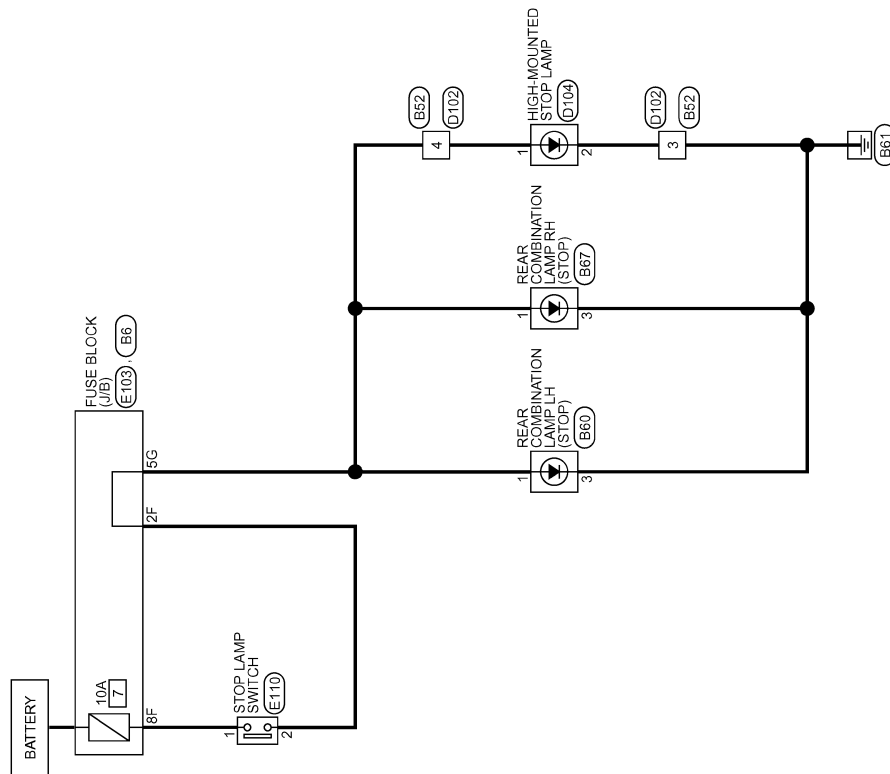 BATTERY
10A
7
FUSE BLOCK
(J/B)
E103 , B6
8F
2F
5G
1
STOP LAMP
SWITCH
E110
2
1
REAR
COMBINATION
LAMP LH
(STOP)
B60
3
1
REAR
COMBINATION
LAMP RH
(STOP)
B67
3
B52
4
D102
1
HIGH-MOUNTED
STOP LAMP
D104
2
D102
3
B52
B61